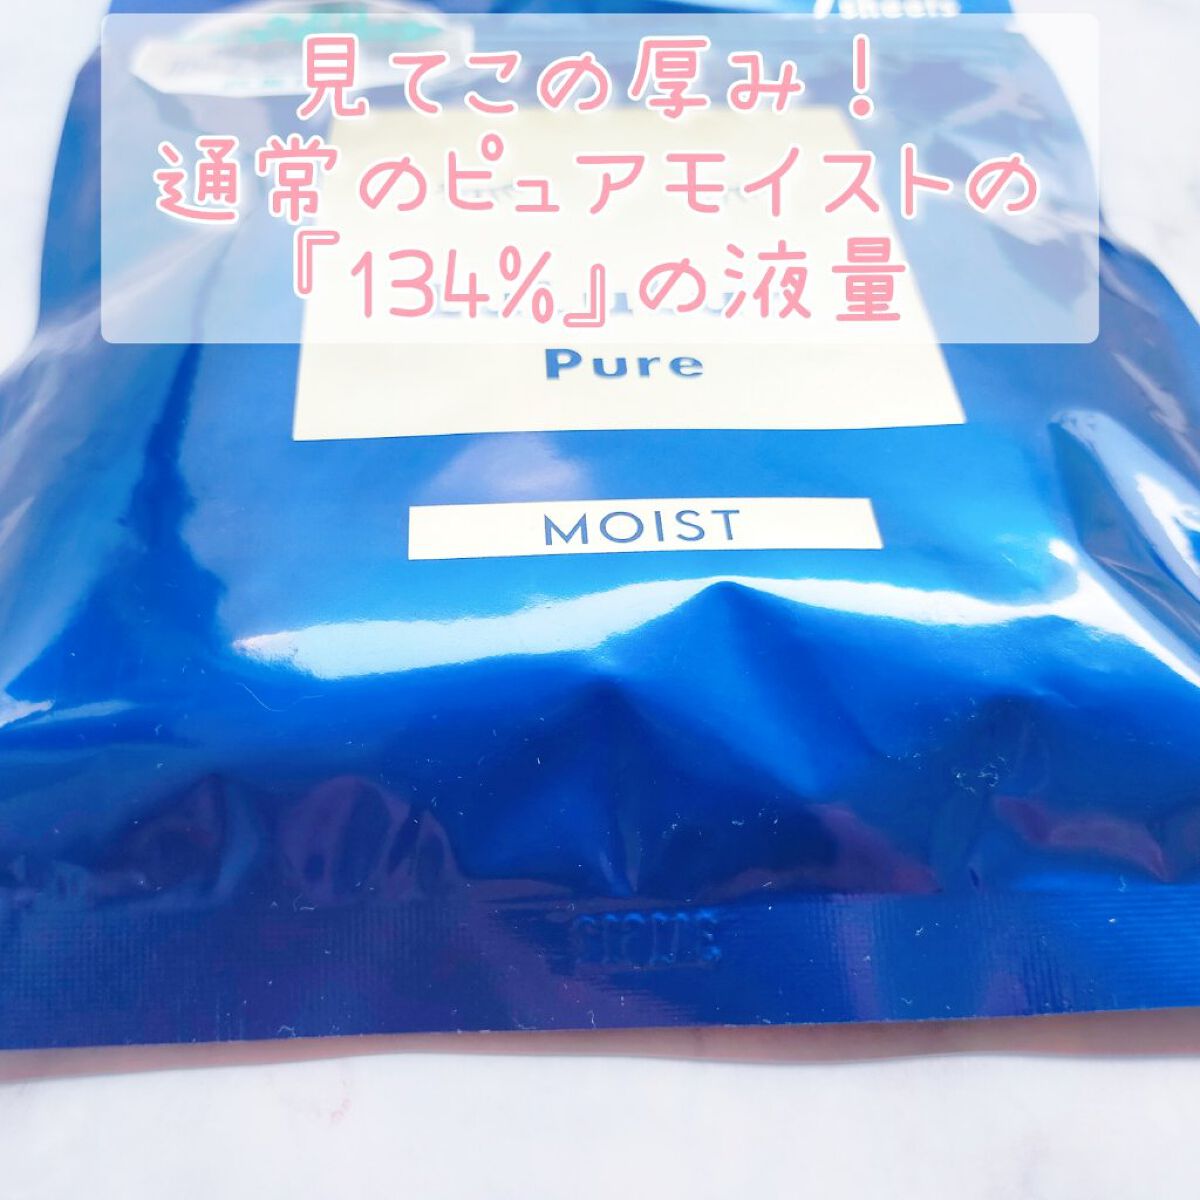 sheets
見てこの厚み！
通常のピュアモイストの
『134%』の液量
Pure
MOIST